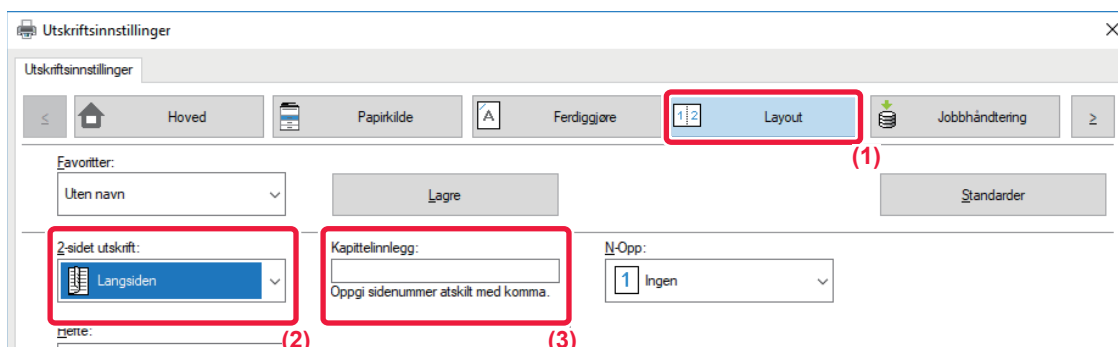 Utskriftsinnstillinger
Utskriftsinnstillinger
< Hoved Papirkilde Ferdiggjøre Layout Jobbhåndtering >
(1)
Favoritter:
Uten navn Lagre Standarder
2-sidet utskrift: Kapittelinnlegg: N-Opp:
Langsiden 1 Ingen
Oppgi sidenummer atskilt med komma.
Hefte: (2) (3)